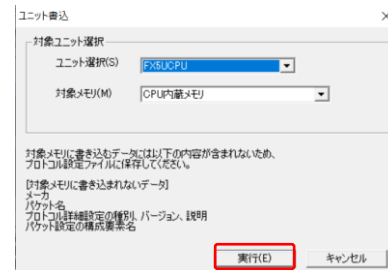 ユニット書込
対象ユニット選択
ユニット選択(S) FX5UCPU
対象メモリ(M) CPU内蔵メモリ
対象メモリに書き込むデータには以下の内容が含まれないため、
プロトコル設定ファイルに保存してください。
[対象メモリに書き込まれないデータ]
メーカ
パケット名
プロトコル詳細設定の種別、バージョン、説明
パケット設定の構成要素名
実行(E) キャンセル